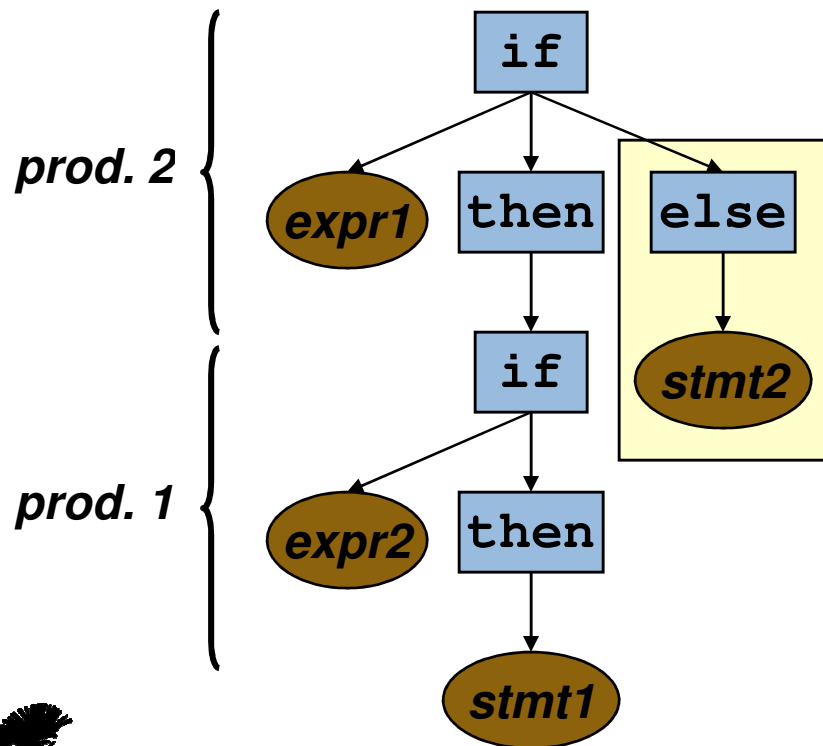 if
prod. 2
expr1 then else
if
stmt2
prod. 1
expr2 then
stmt1